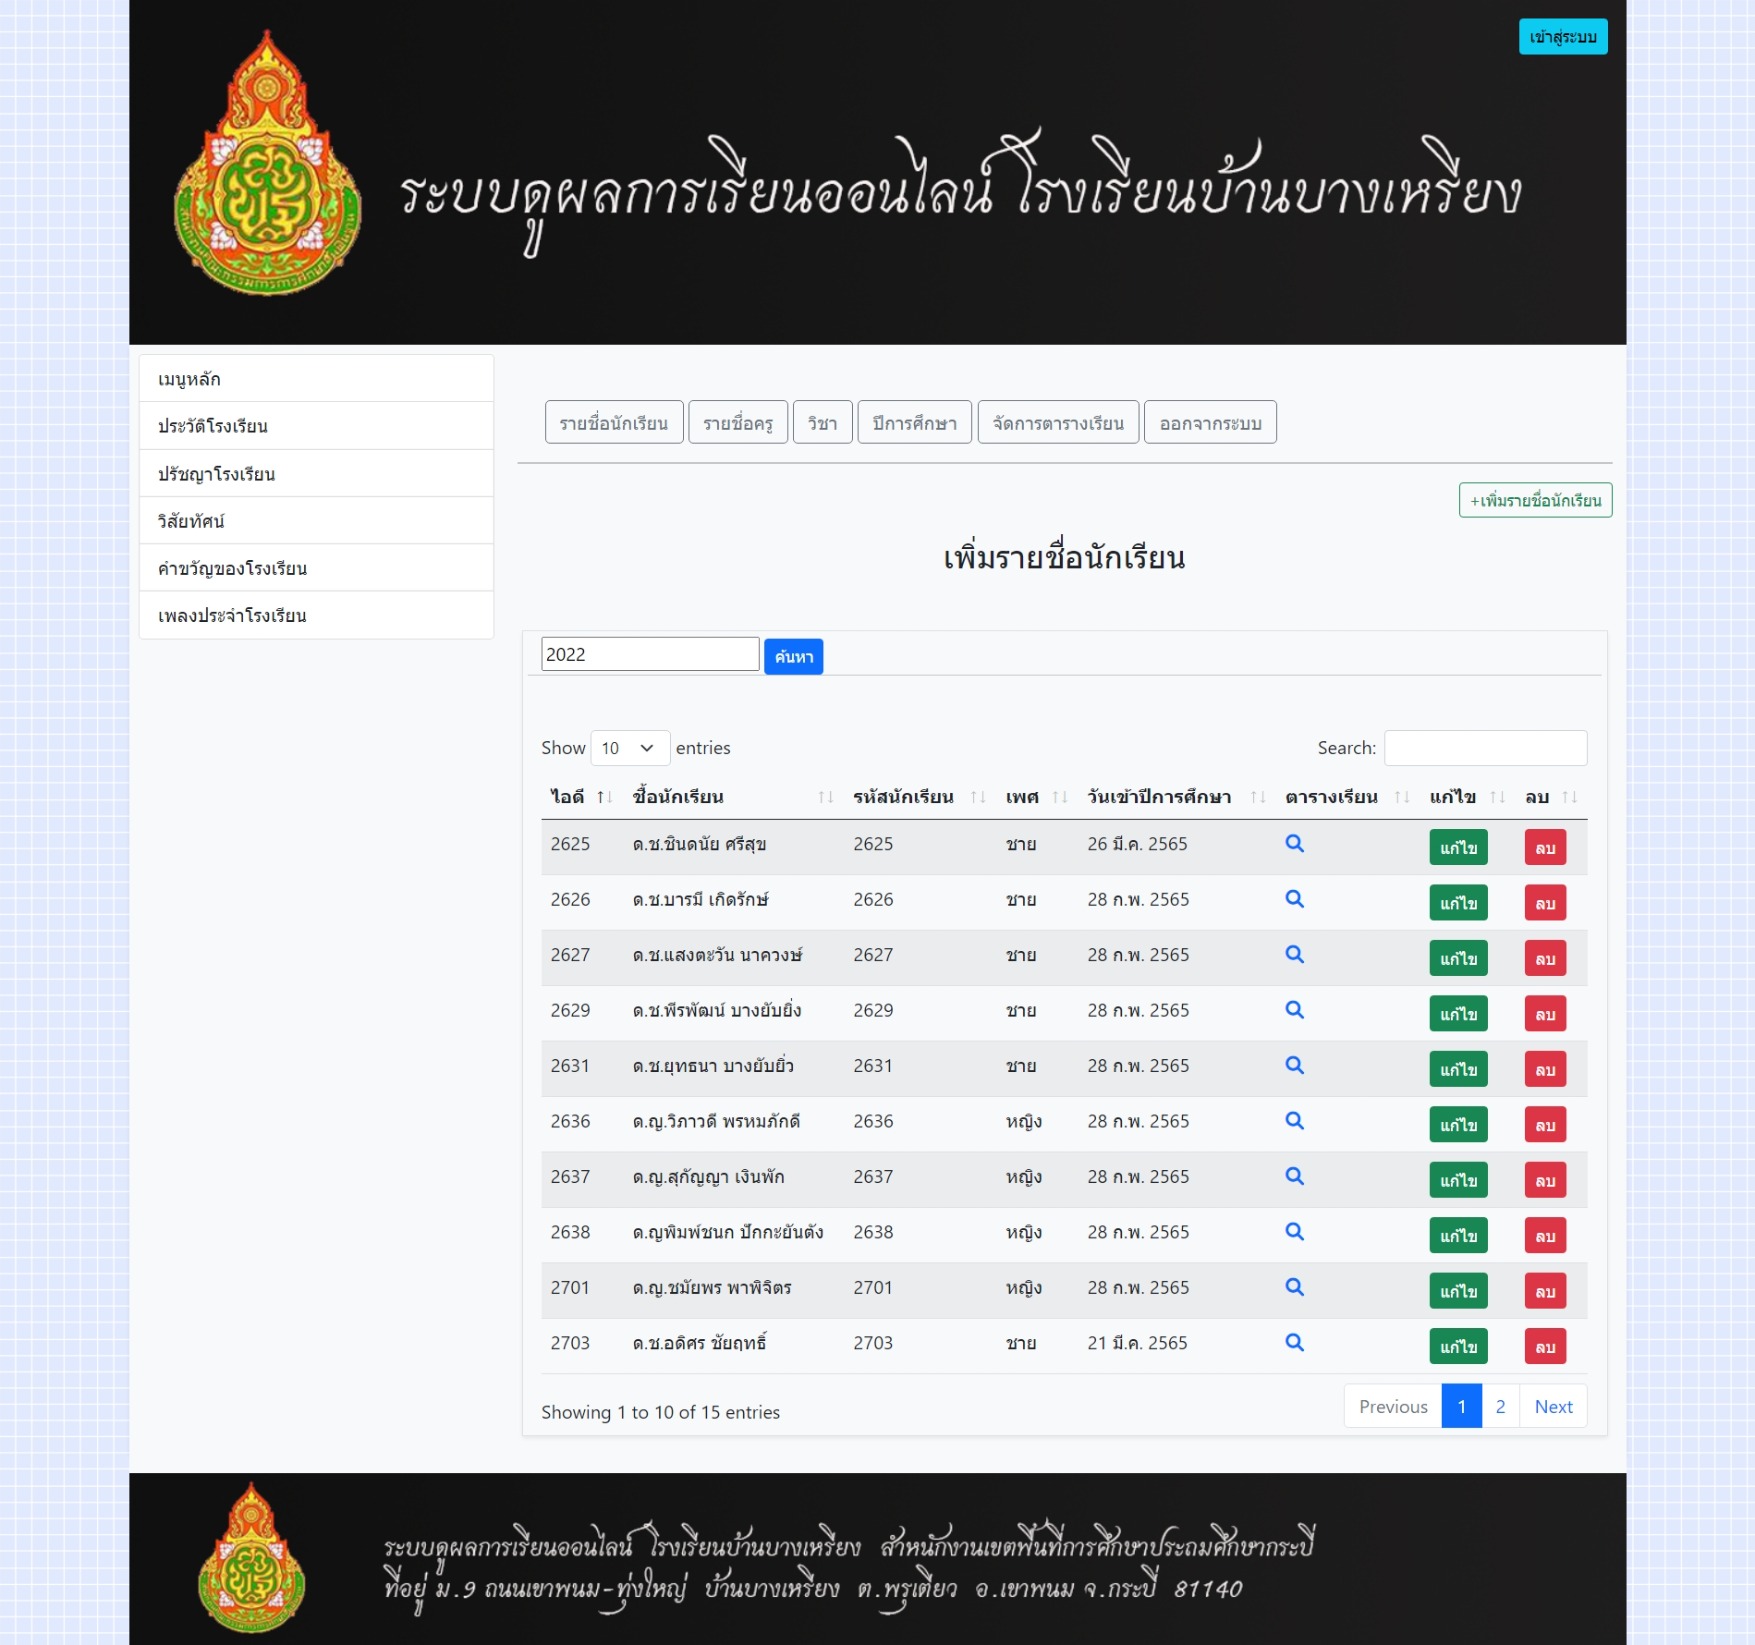 เข้าสู่ระบบ
ระบบดูผลการเรียนออนไลน์ โรงเรียนบ้านบางเหรียง
เมนูหลัก
ประวัติโรงเรียน
ปรัชญาโรงเรียน
วิสัยทัศน์
คำขวัญของโรงเรียน
เพลงประจำโรงเรียน
รายชื่อนักเรียน รายชื่อครู วิชา ปีการศึกษา จัดการตารางเรียน ออกจากระบบ
+เพิ่มรายชื่อนักเรียน
เพิ่มรายชื่อนักเรียน
2022 ค้นหา
Show 10 entries Search:
ไอดี ชื้อนักเรียน รหัสนักเรียน เพศ วันเข้าปีการศึกษา ตารางเรียน แก้ไข ลบ
2625 ด.ช.ชินดนัย ศรีสุข 2625 ชาย 26 มี.ค. 2565 แก้ไข ลบ
2626 ด.ช.บารมี เกิดรักษ์ 2626 ชาย 28 ก.พ. 2565 แก้ไข ลบ
2627 ด.ช.แสงตะวัน นาควงษ์ 2627 ชาย 28 ก.พ. 2565 แก้ไข ลบ
2629 ด.ช.พีรพัฒน์ บางยับยิ่ง 2629 ชาย 28 ก.พ. 2565 แก้ไข ลบ
2631 ด.ช.ยุทธนา บางยับยิ่ว 2631 ชาย 28 ก.พ. 2565 แก้ไข ลบ
2636 ด.ญ.วิภาวดี พรหมภักดี 2636 หญิง 28 ก.พ. 2565 แก้ไข ลบ
2637 ด.ญ.สุกัญญา เงินพัก 2637 หญิง 28 ก.พ. 2565 แก้ไข ลบ
2638 ด.ญพิมพ์ชนก ปักกะยันตัง 2638 หญิง 28 ก.พ. 2565 แก้ไข ลบ
2701 ด.ญ.ชมัยพร พาพิจิตร 2701 หญิง 28 ก.พ. 2565 แก้ไข ลบ
2703 ด.ช.อดิศร ชัยฤทธิ์ 2703 ชาย 21 มี.ค. 2565 แก้ไข ลบ
Showing 1 to 10 of 15 entries Previous 1 2 Next
ระบบดูผลการเรียนออนไลน์ โรงเรียนบ้านบางเหรียง สำหนักงานเขตพื้นที่การศึกษาประถมศึกษากระบี่
ที่อยู่ ม.9 ถนนเขาพนม-ทุ่งใหญ่ บ้านบางเหรียง ต.พรุเตียว อ.เขาพนม จ.กระบี่ 81140